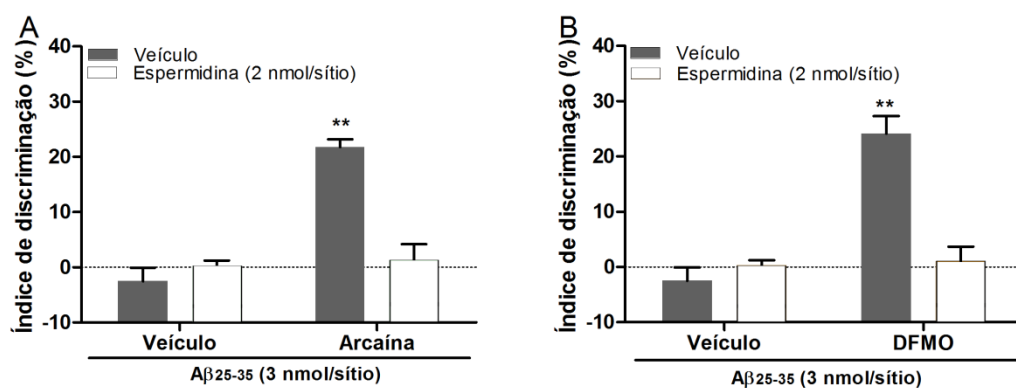 A
Índice de discriminação (%)
40
30
20
10
0
-10
Veículo
Espermidina (2 nmol/sítio)
**
Veículo
Arcaína
Aβ25-35 (3 nmol/sítio)
B
Índice de discriminação (%)
40
30
20
10
0
-10
Veículo
Espermidina (2 nmol/sítio)
**
Veículo
DFMO
Aβ25-35 (3 nmol/sítio)